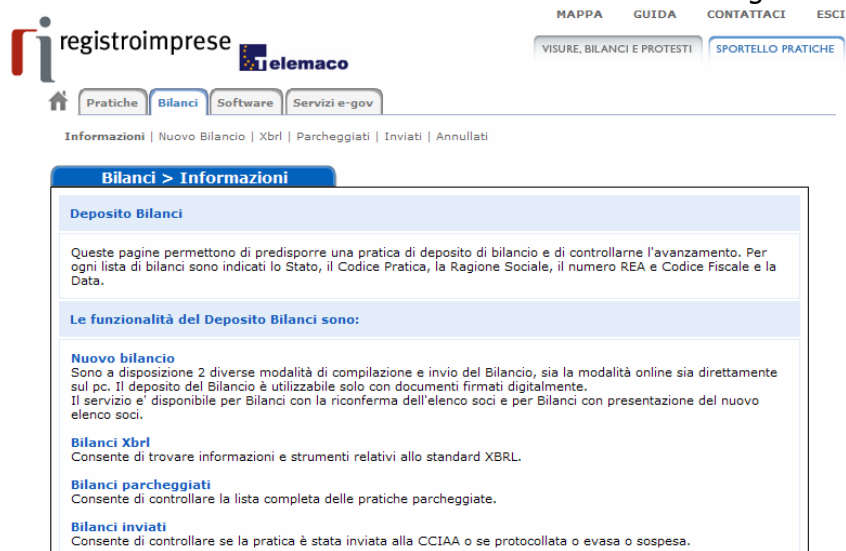 MAPPA GUIDA CONTATTACI ESCI
registroimprese
Telemaco
VISURE, BILANCI E PROTESTI SPORTELLO PRATICHE
Pratiche Bilanci Software Servizi e-gov
Informazioni | Nuovo Bilancio | Xbrl | Parcheggiati | Inviati | Annullati
Bilanci > Informazioni
Deposito Bilanci
Queste pagine permettono di predisporre una pratica di deposito di bilancio e di controllarne l'avanzamento. Per
ogni lista di bilanci sono indicati lo Stato, il Codice Pratica, la Ragione Sociale, il numero REA e Codice Fiscale e la
Data.
Le funzionalità del Deposito Bilanci sono:
Nuovo bilancio
Sono a disposizione 2 diverse modalità di compilazione e invio del Bilancio, sia la modalità online sia direttamente
sul pc. Il deposito del Bilancio è utilizzabile solo con documenti firmati digitalmente.
Il servizio e' disponibile per Bilanci con la riconferma dell'elenco soci e per Bilanci con presentazione del nuovo
elenco soci.
Bilanci Xbrl
Consente di trovare informazioni e strumenti relativi allo standard XBRL.
Bilanci parcheggiati
Consente di controllare la lista completa delle pratiche parcheggiate.
Bilanci inviati
Consente di controllare se la pratica è stata inviata alla CCIAA o se protocollata o evasa o sospesa.